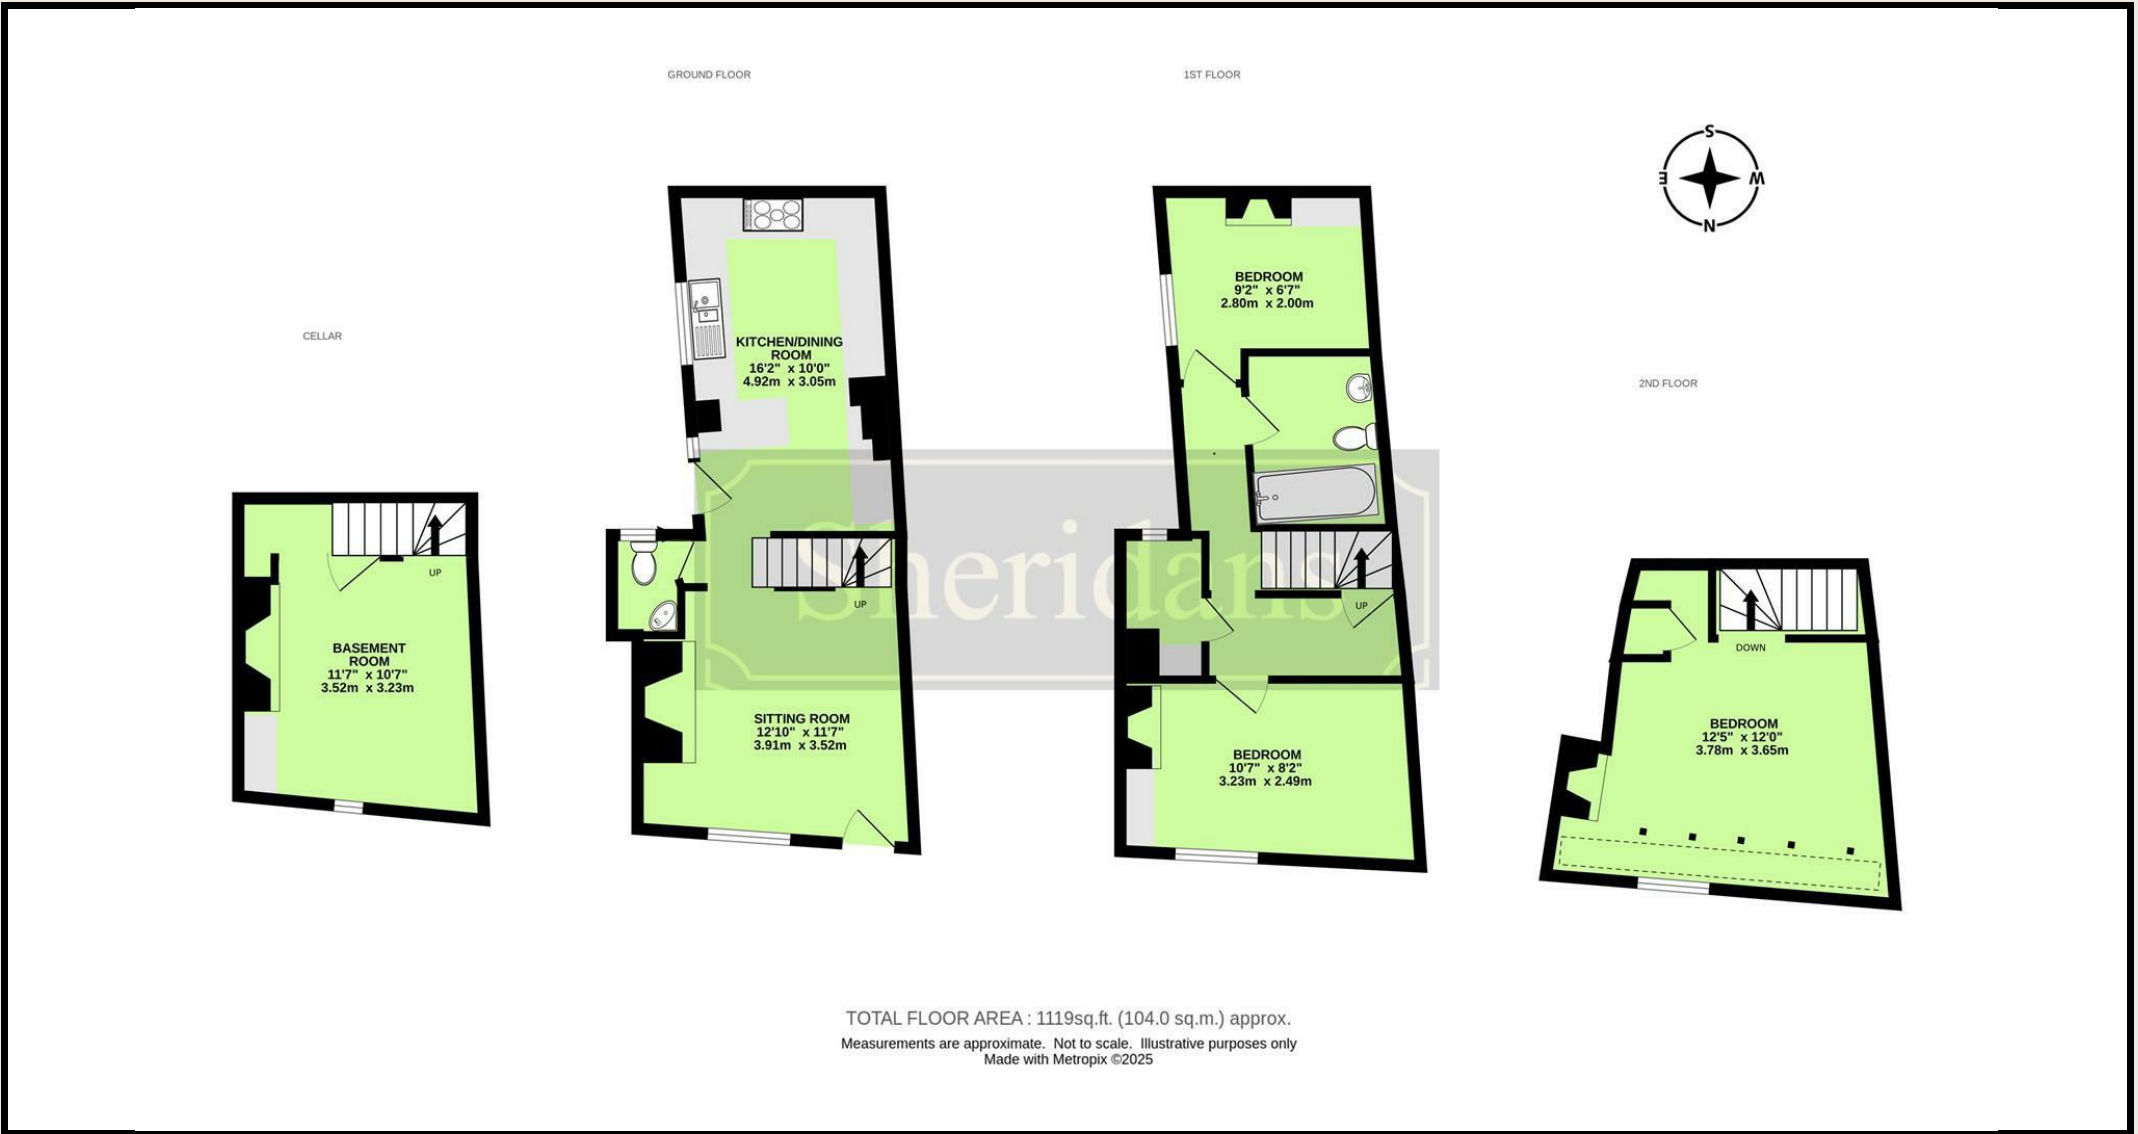 GROUND FLOOR
1ST FLOOR
S
E
W
N
CELLAR
2ND FLOOR
KITCHEN/DINING
ROOM
16'2" x 10'0"
4.92m x 3.05m
BEDROOM
9'2" x 6'7"
2.80m x 2.00m
Sheridans
UP
BASEMENT
ROOM
11'7" x 10'7"
3.52m x 3.23m
UP
SITTING ROOM
12'10" x 11'7"
3.91m x 3.52m
UP
BEDROOM
10'7" x 8'2"
3.23m x 2.49m
DOWN
BEDROOM
12'5" x 12'0"
3.78m x 3.65m
TOTAL FLOOR AREA : 1119sq.ft. (104.0 sq.m.) approx.
Measurements are approximate. Not to scale. Illustrative purposes only
Made with Metropix ©2025